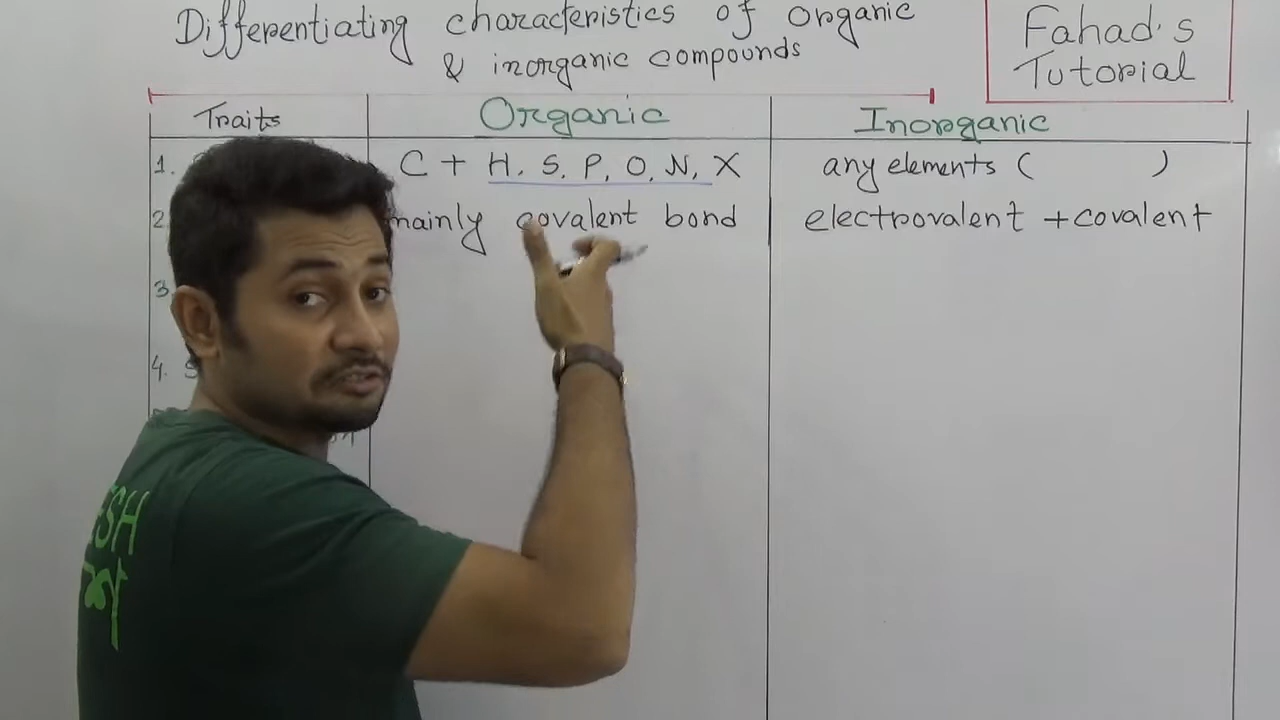 Differentiating characteristics of organic
& inorganic compounds
Fahad's
Tutorial
Traits
Organic
Inorganic
1.
C + H, S, P, O, N, X
any elements ( )
2.
mainly covalent bond
electrovalent + covalent
3.
4. S
ESH